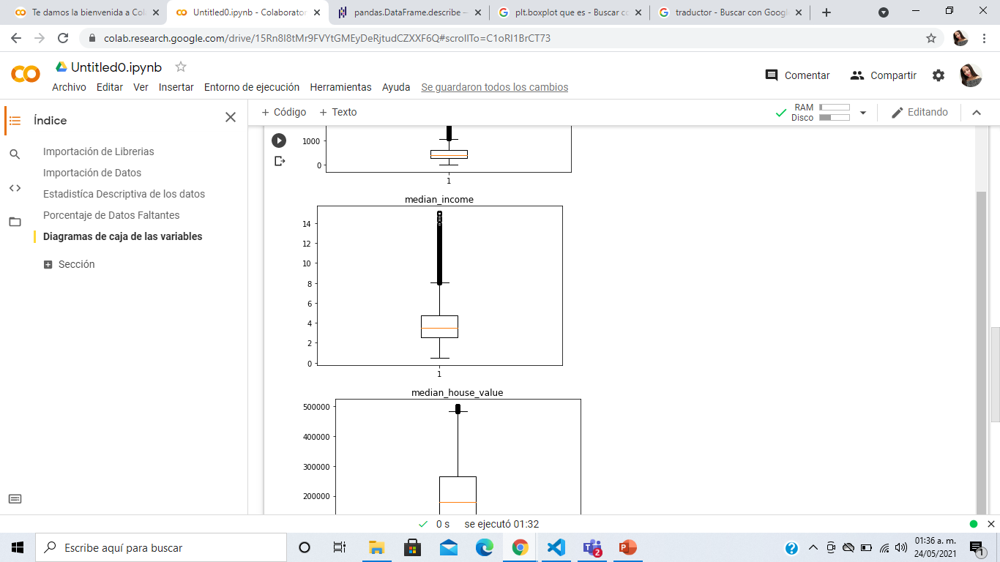 Te damos la bienvenida a Col
Untitled0.ipynb - Colaborator
pandas.DataFrame.describe –
plt.boxplot que es - Buscar co
traductor - Buscar con Google
colab.research.google.com/drive/15Rn8I8tMr9FVYtGMEyDeRjtudCZXXF6Q#scrollTo=C1oRI1BrCT73
Untitled0.ipynb
Comentar
Compartir
Archivo
Editar
Ver
Insertar
Entorno de ejecución
Herramientas
Ayuda
Se guardaron todos los cambios
Índice
+ Código
+ Texto
RAM
Disco
Editando
Importación de Librerias
Importación de Datos
Estadistíca Descriptiva de los datos
Porcentaje de Datos Faltantes
Diagramas de caja de las variables
Sección
1000
0
1
median_income
14
12
10
8
6
4
2
0
1
median_house_value
500000
400000
300000
200000
0 s
se ejecutó 01:32
Escribe aquí para buscar
2
01:36 a. m.
24/05/2021
1